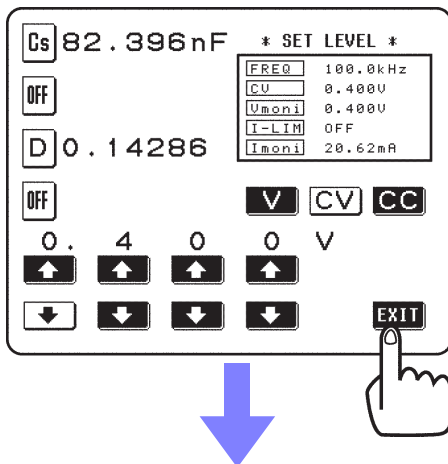 Cs 82.396nF
* SET LEVEL *
FREQ 100.0kHz
CV 0.400V
Vmoni 0.400V
I-LIM OFF
Imoni 20.62mA
OFF
D 0.14286
OFF
V CV CC
0. 4 0 0 V
EXIT